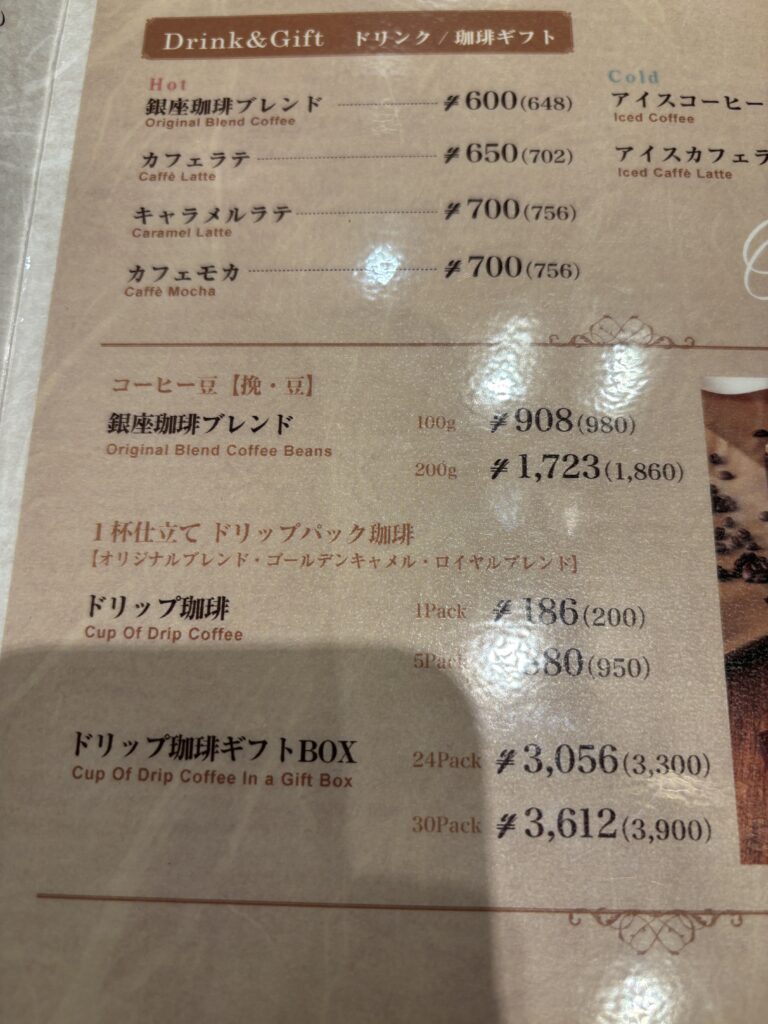 Drink&Gift ドリンク / 珈琲ギフト
Hot
銀座珈琲ブレンド ¥600(648)
Original Blend Coffee
カフェラテ ¥650(702)
Caffè Latte
キャラメルラテ ¥700(756)
Caramel Latte
カフェモカ ¥700(756)
Caffè Mocha
Cold
アイスコーヒー
Iced Coffee
アイスカフェラ
Iced Caffè Latte
コーヒー豆【挽・豆】
銀座珈琲ブレンド 100g ¥908(980)
Original Blend Coffee Beans
200g ¥1,723(1,860)
1杯仕立て ドリップパック珈琲
【オリジナルブレンド・ゴールデンキャメル・ロイヤルブレンド】
ドリップ珈琲 1Pack ¥186(200)
Cup Of Drip Coffee
5Pack 880(950)
ドリップ珈琲ギフトBOX 24Pack ¥3,056(3,300)
Cup Of Drip Coffee In a Gift Box
30Pack ¥3,612(3,900)